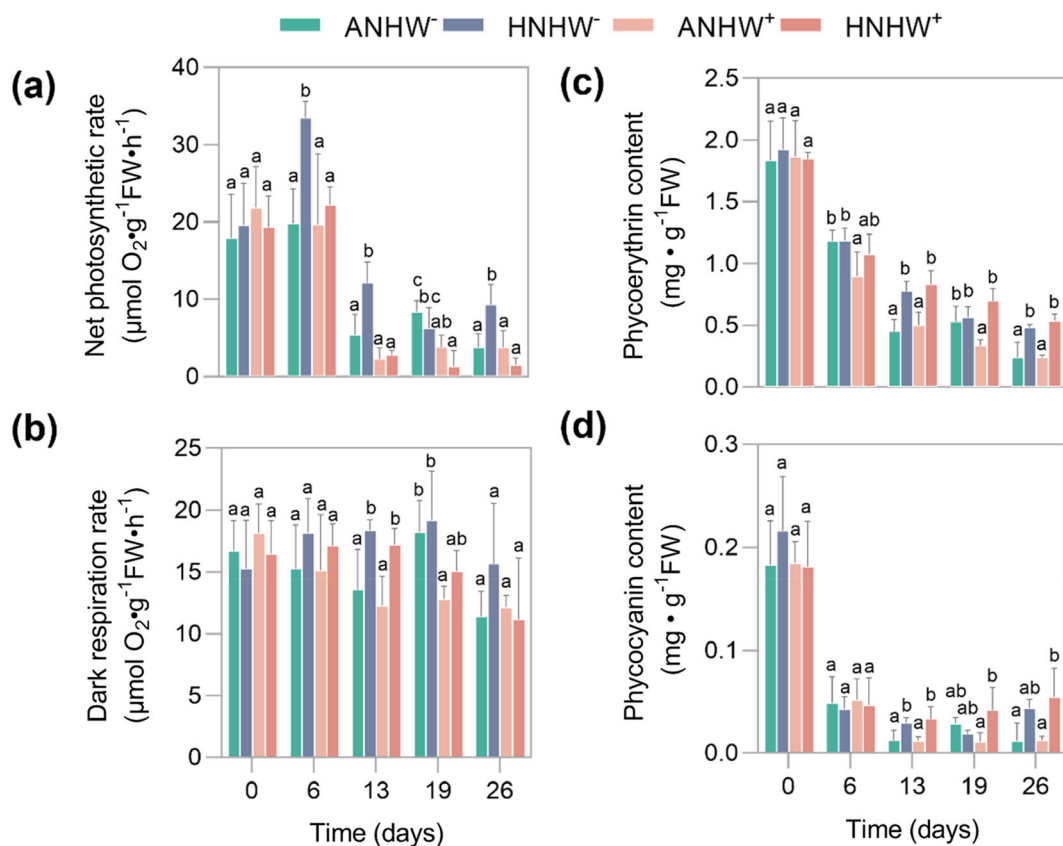 ANHW⁻ HNHW⁻ ANHW⁺ HNHW⁺
(a)
Net photosynthetic rate
(μmol O₂•g⁻¹FW•h⁻¹)
40
30
20
10
0
a a a a
a b a a
a b a a
c bc ab a
a b a a
(b)
Dark respiration rate
(μmol O₂•g⁻¹FW•h⁻¹)
25
20
15
10
5
0
a a a a
a a a a
a b a b
b b a ab
a a a a
0 6 13 19 26
Time (days)
(c)
Phycoerythrin content
(mg • g⁻¹FW)
2.5
2.0
1.5
1.0
0.5
0.0
a a a a
b b a ab
a b a b
b b a b
a b a b
(d)
Phycocyanin content
(mg • g⁻¹FW)
0.3
0.2
0.1
0.0
a a a a
a a a a
a b a b
ab ab a b
a ab a b
0 6 13 19 26
Time (days)